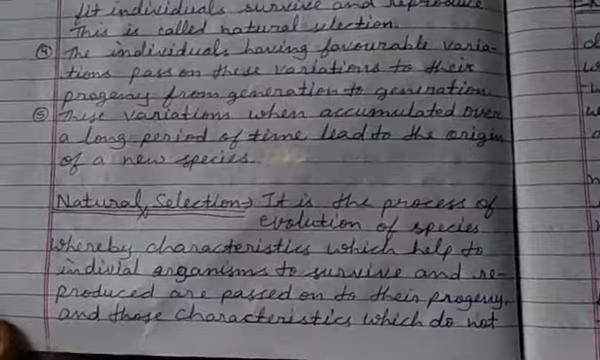 fit individuals survive and reproduce
This is called natural selection.
④ The individuals having favourable varia-
tions pass on these variations to their
progeny from generation to generation.
⑤ These variations when accumulated over
a long period of time lead to the origin
of a new species.
Natural Selection → It is the process of
evolution of species
whereby characteristics which help to
indivial organisms to survive and re-
produced are passed on to their progeny,
and those characteristics which do not